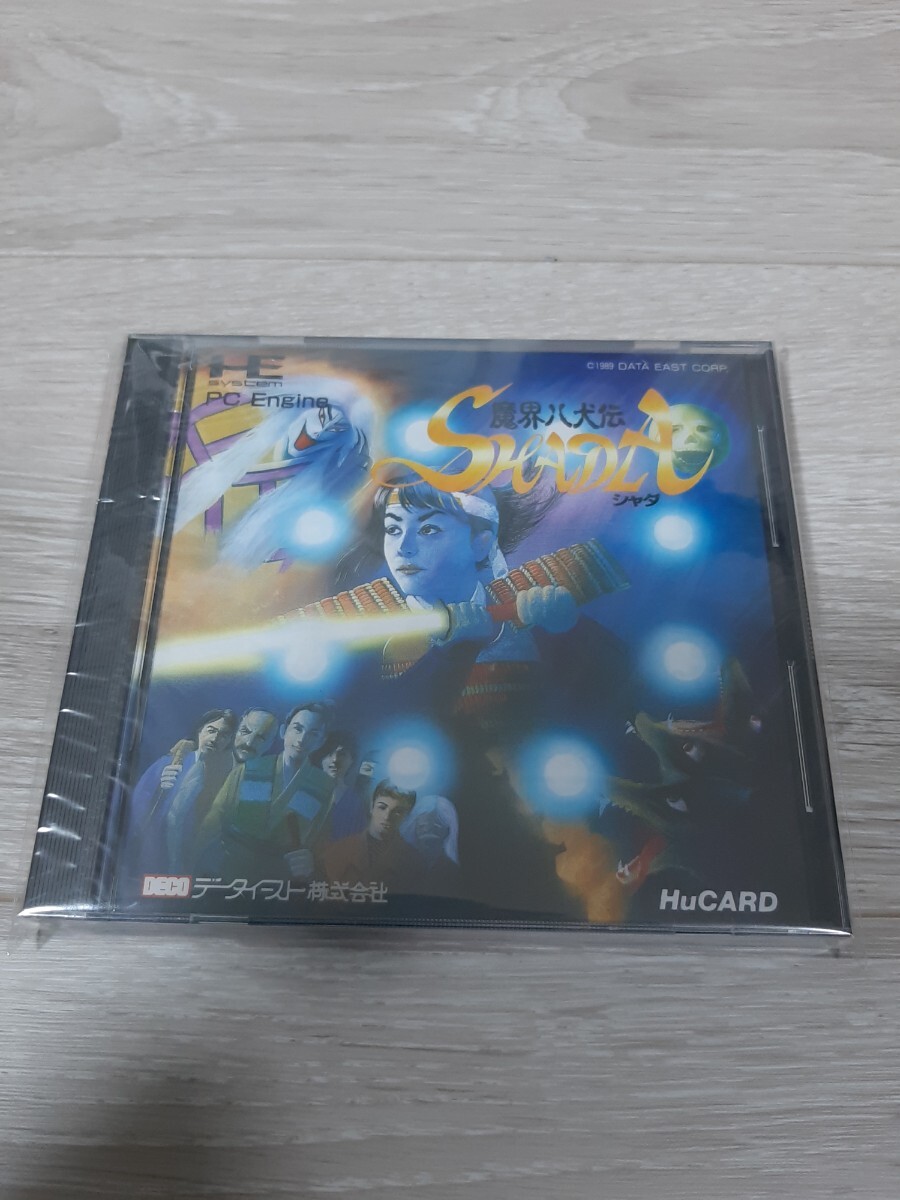 HE
system
PC Engine
©1989 DATA EAST CORP.
魔界八犬伝
SHADA
シャダ
DECO データイースト株式会社
HuCARD